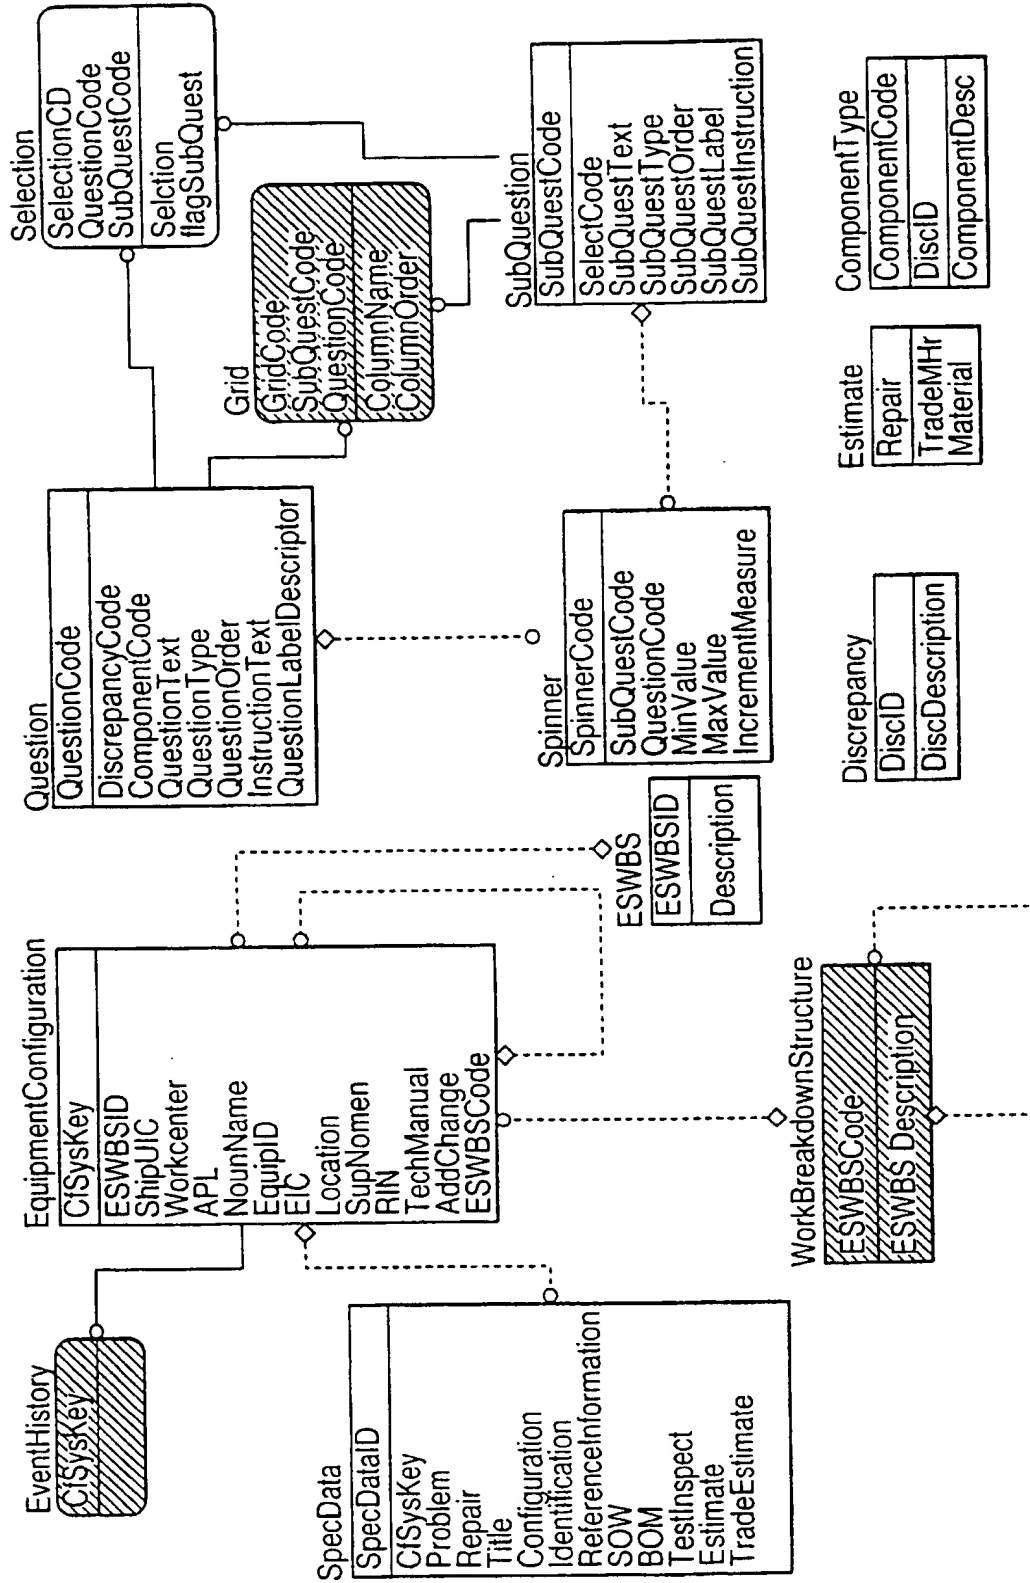 EventHistory
CfSysKey
EquipmentConfiguration
CfSysKey
ESWBSID
ShipUIC
Workcenter
APL
NounName
EquipID
EIC
Location
SupNomen
RIN
TechManual
AddChange
ESWBSCode
Question
QuestionCode
DiscrepancyCode
ComponentCode
QuestionText
QuestionType
QuestionOrder
InstructionText
QuestionLabelDescriptor
Selection
SelectionCD
QuestionCode
SubQuestCode
Selction
flagSubQuest
Grid
GridCode
SubQuestCode
QuestionCode
ColumnName
ColumnOrder
SpecData
SpecDataID
CfSysKey
Problem
Repair
Title
Configuration
Identification
ReferenceInformation
SOW
BOM
TestInspect
Estimate
TradeEstimate
ESWBS
ESWBSID
Description
Spinner
SpinnerCode
SubQuestCode
QuestionCode
MinValue
MaxValue
IncrementMeasure
SubQuestion
SubQuestCode
SelectCode
SubQuestText
SubQuestType
SubQuestOrder
SubQuestLabel
SubQuestInstruction
WorkBreakdownStructure
ESWBSCode
ESWBS Description
Discrepancy
DiscID
DiscDescription
Estimate
Repair
TradeMHr
Material
ComponentType
ComponentCode
DiscID
ComponentDesc